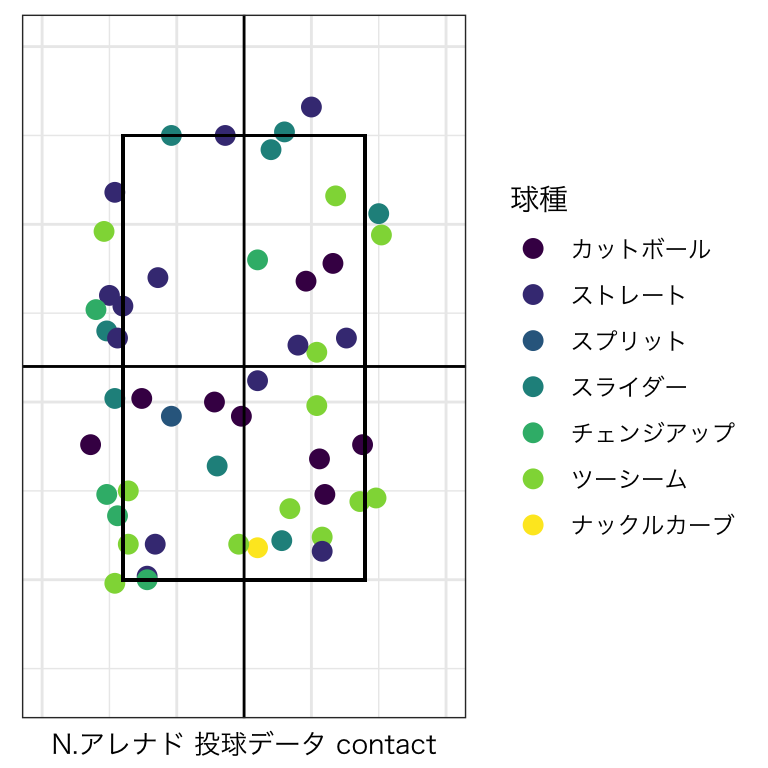 球種
カットボール
ストレート
スプリット
スライダー
チェンジアップ
ツーシーム
ナックルカーブ
N.アレナド 投球データ contact